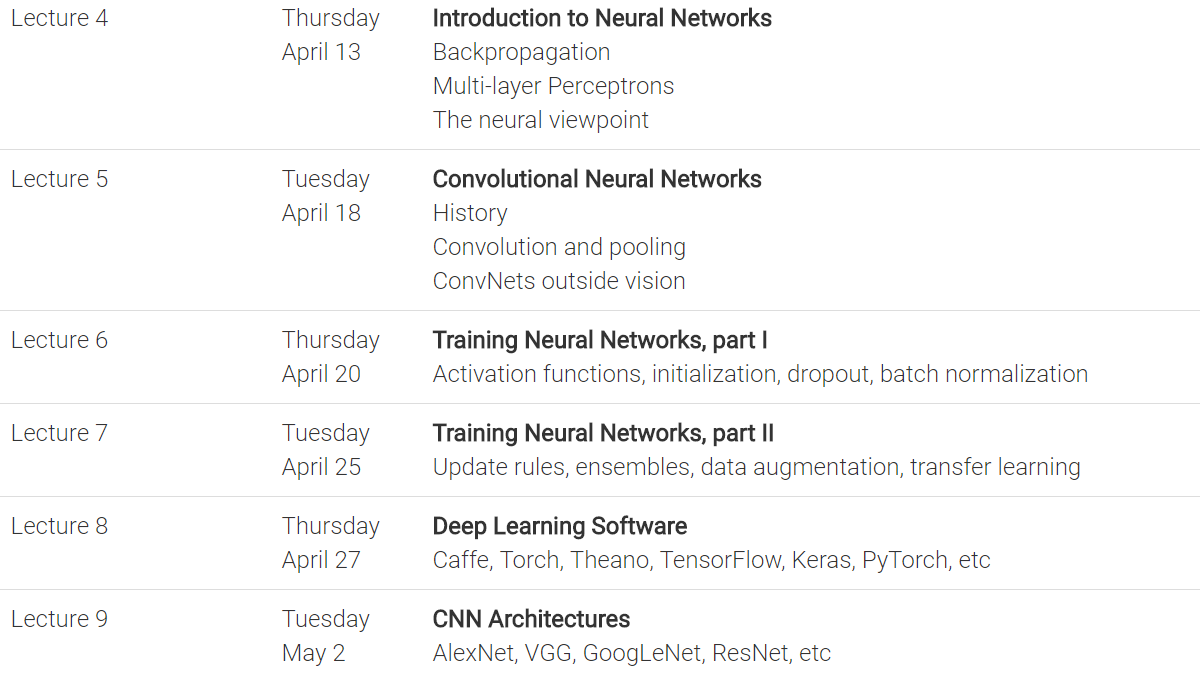 Lecture 4 Thursday Introduction to Neural Networks
April 13 Backpropagation
Multi-layer Perceptrons
The neural viewpoint
Lecture 5 Tuesday Convolutional Neural Networks
April 18 History
Convolution and pooling
ConvNets outside vision
Lecture 6 Thursday Training Neural Networks, part I
April 20 Activation functions, initialization, dropout, batch normalization
Lecture 7 Tuesday Training Neural Networks, part II
April 25 Update rules, ensembles, data augmentation, transfer learning
Lecture 8 Thursday Deep Learning Software
April 27 Caffe, Torch, Theano, TensorFlow, Keras, PyTorch, etc
Lecture 9 Tuesday CNN Architectures
May 2 AlexNet, VGG, GoogLeNet, ResNet, etc